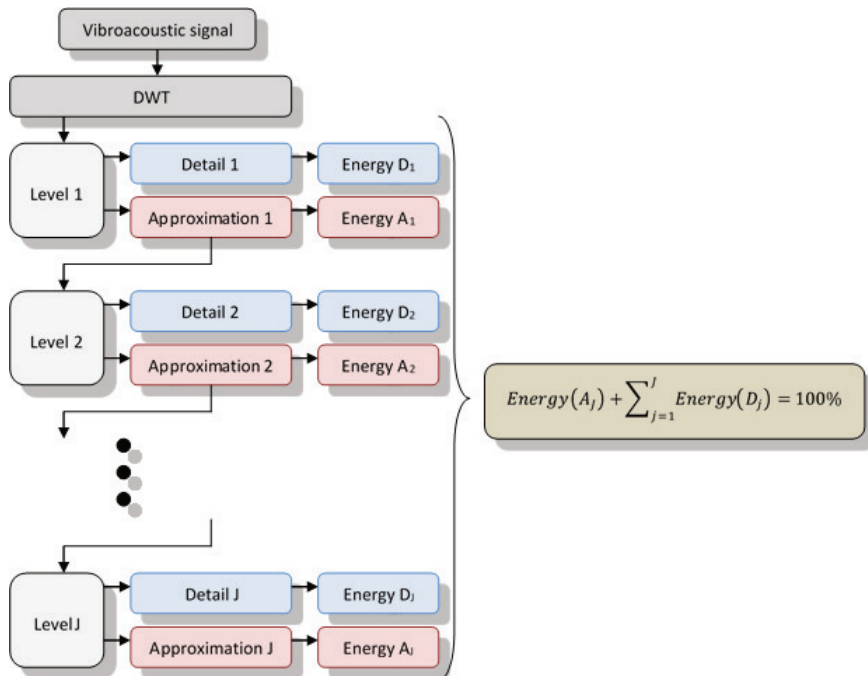 Vibroacoustic signal
DWT
Level 1
Detail 1
Energy D₁
Approximation 1
Energy A₁
Level 2
Detail 2
Energy D₂
Approximation 2
Energy A₂
Energy(Aⱼ) + ∑ⱼ₌₁ᴶ Energy(Dⱼ) = 100%
Level J
Detail J
Energy DJ
Approximation J
Energy AJ